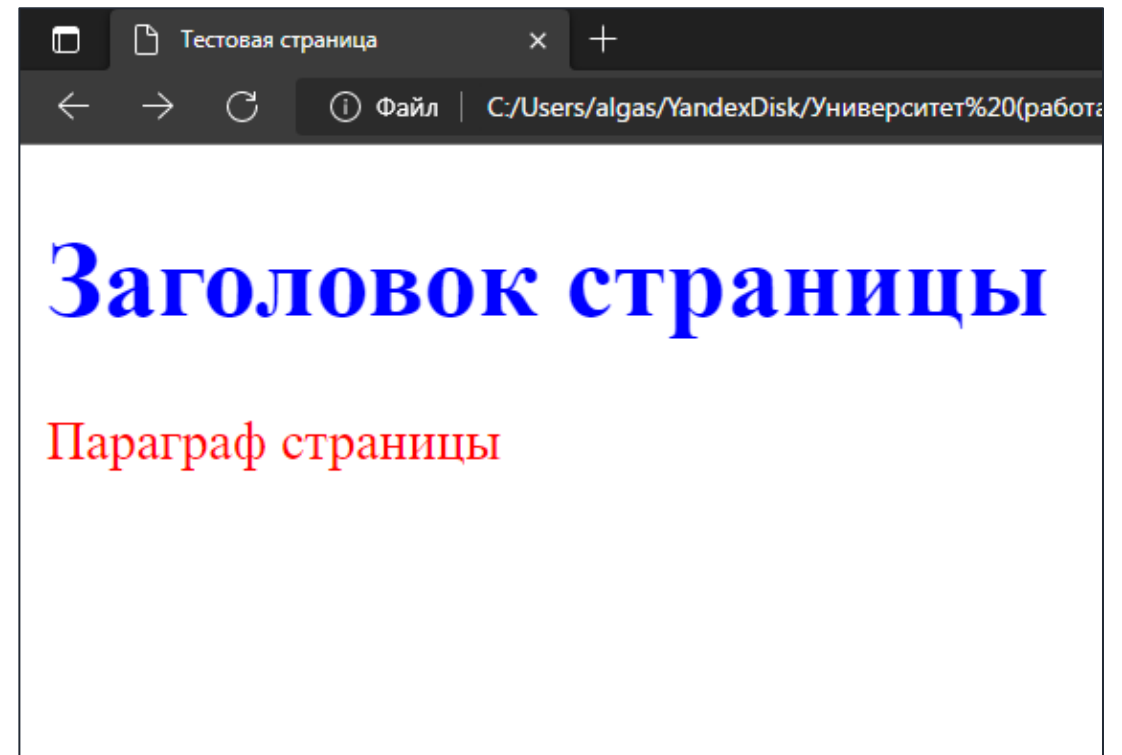 Тестовая страница
Файл C:/Users/algas/YandexDisk/Университет%20(работа
Заголовок страницы
Параграф страницы